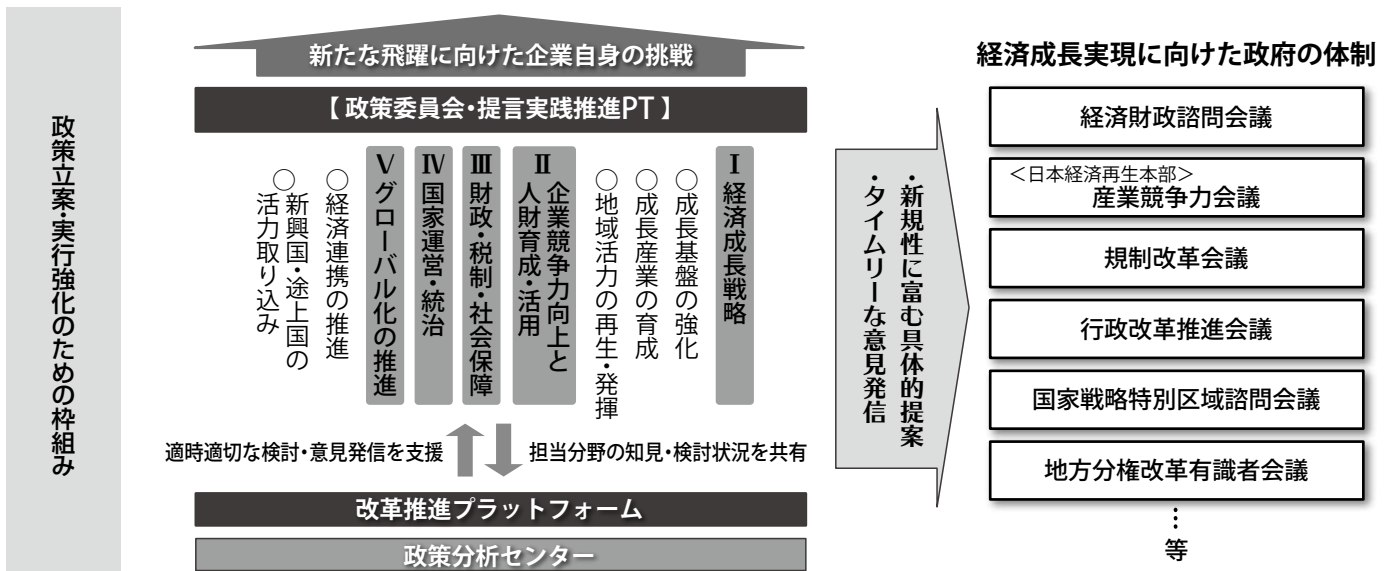 政策立案・実行強化のための枠組み
新たな飛躍に向けた企業自身の挑戦
【 政策委員会・提言実践推進PT 】
Ⅰ 経済成長戦略
○成長基盤の強化
○成長産業の育成
○地域活力の再生・発揮
Ⅱ 企業競争力向上と
人財育成・活用
Ⅲ 財政・税制・社会保障
Ⅳ 国家運営・統治
Ⅴ グローバル化の推進
○経済連携の推進
○新興国・途上国の
活力取り込み
適時適切な検討・意見発信を支援
担当分野の知見・検討状況を共有
改革推進プラットフォーム
政策分析センター
・新規性に富む具体的提案
・タイムリーな意見発信
経済成長実現に向けた政府の体制
経済財政諮問会議
＜日本経済再生本部＞
産業競争力会議
規制改革会議
行政改革推進会議
国家戦略特別区域諮問会議
地方分権改革有識者会議
…
等